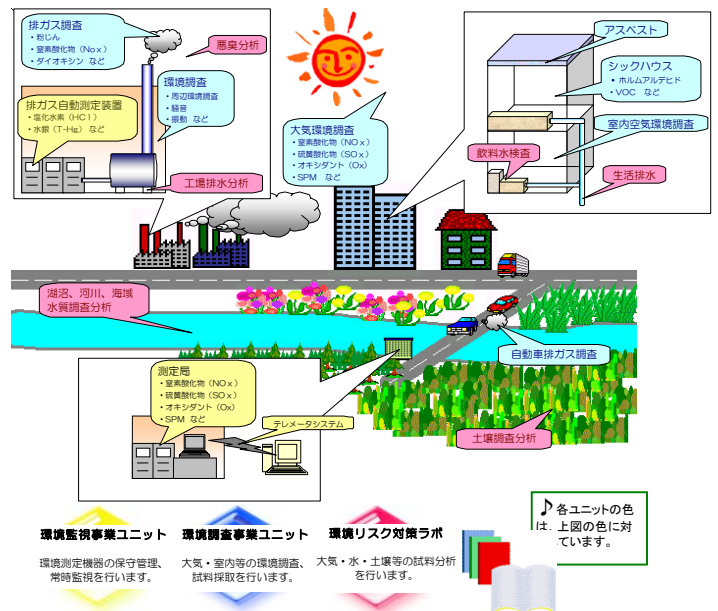 排ガス調査
・粉じん
・窒素酸化物（Nox）
・ダイオキシン など
悪臭分析
環境調査
・周辺環境調査
・騒音
・振動 など
排ガス自動測定装置
・塩化水素（HCl）
・水銀（T-Hg）など
工場排水分析
大気環境調査
・窒素酸化物（NOx）
・硫黄酸化物（SOx）
・オキシダント（Ox）
・SPM など
アスベスト
シックハウス
・ホルムアルデヒド
・VOC など
室内空気環境調査
飲料水検査
生活排水
湖沼、河川、海域
水質調査分析
自動車排ガス調査
測定局
・窒素酸化物（NOx）
・硫黄酸化物（SOx）
・オキシダント（Ox）
・SPM など
テレメータシステム
土壌調査分析
環境監視事業ユニット
環境測定機器の保守管理、
常時監視を行います。
環境調査事業ユニット
大気・室内等の環境調査、
試料採取を行います。
環境リスク対策ラボ
大気・水・土壌等の試料分析
を行います。
♪各ユニットの色
は、上図の色に対
ています。